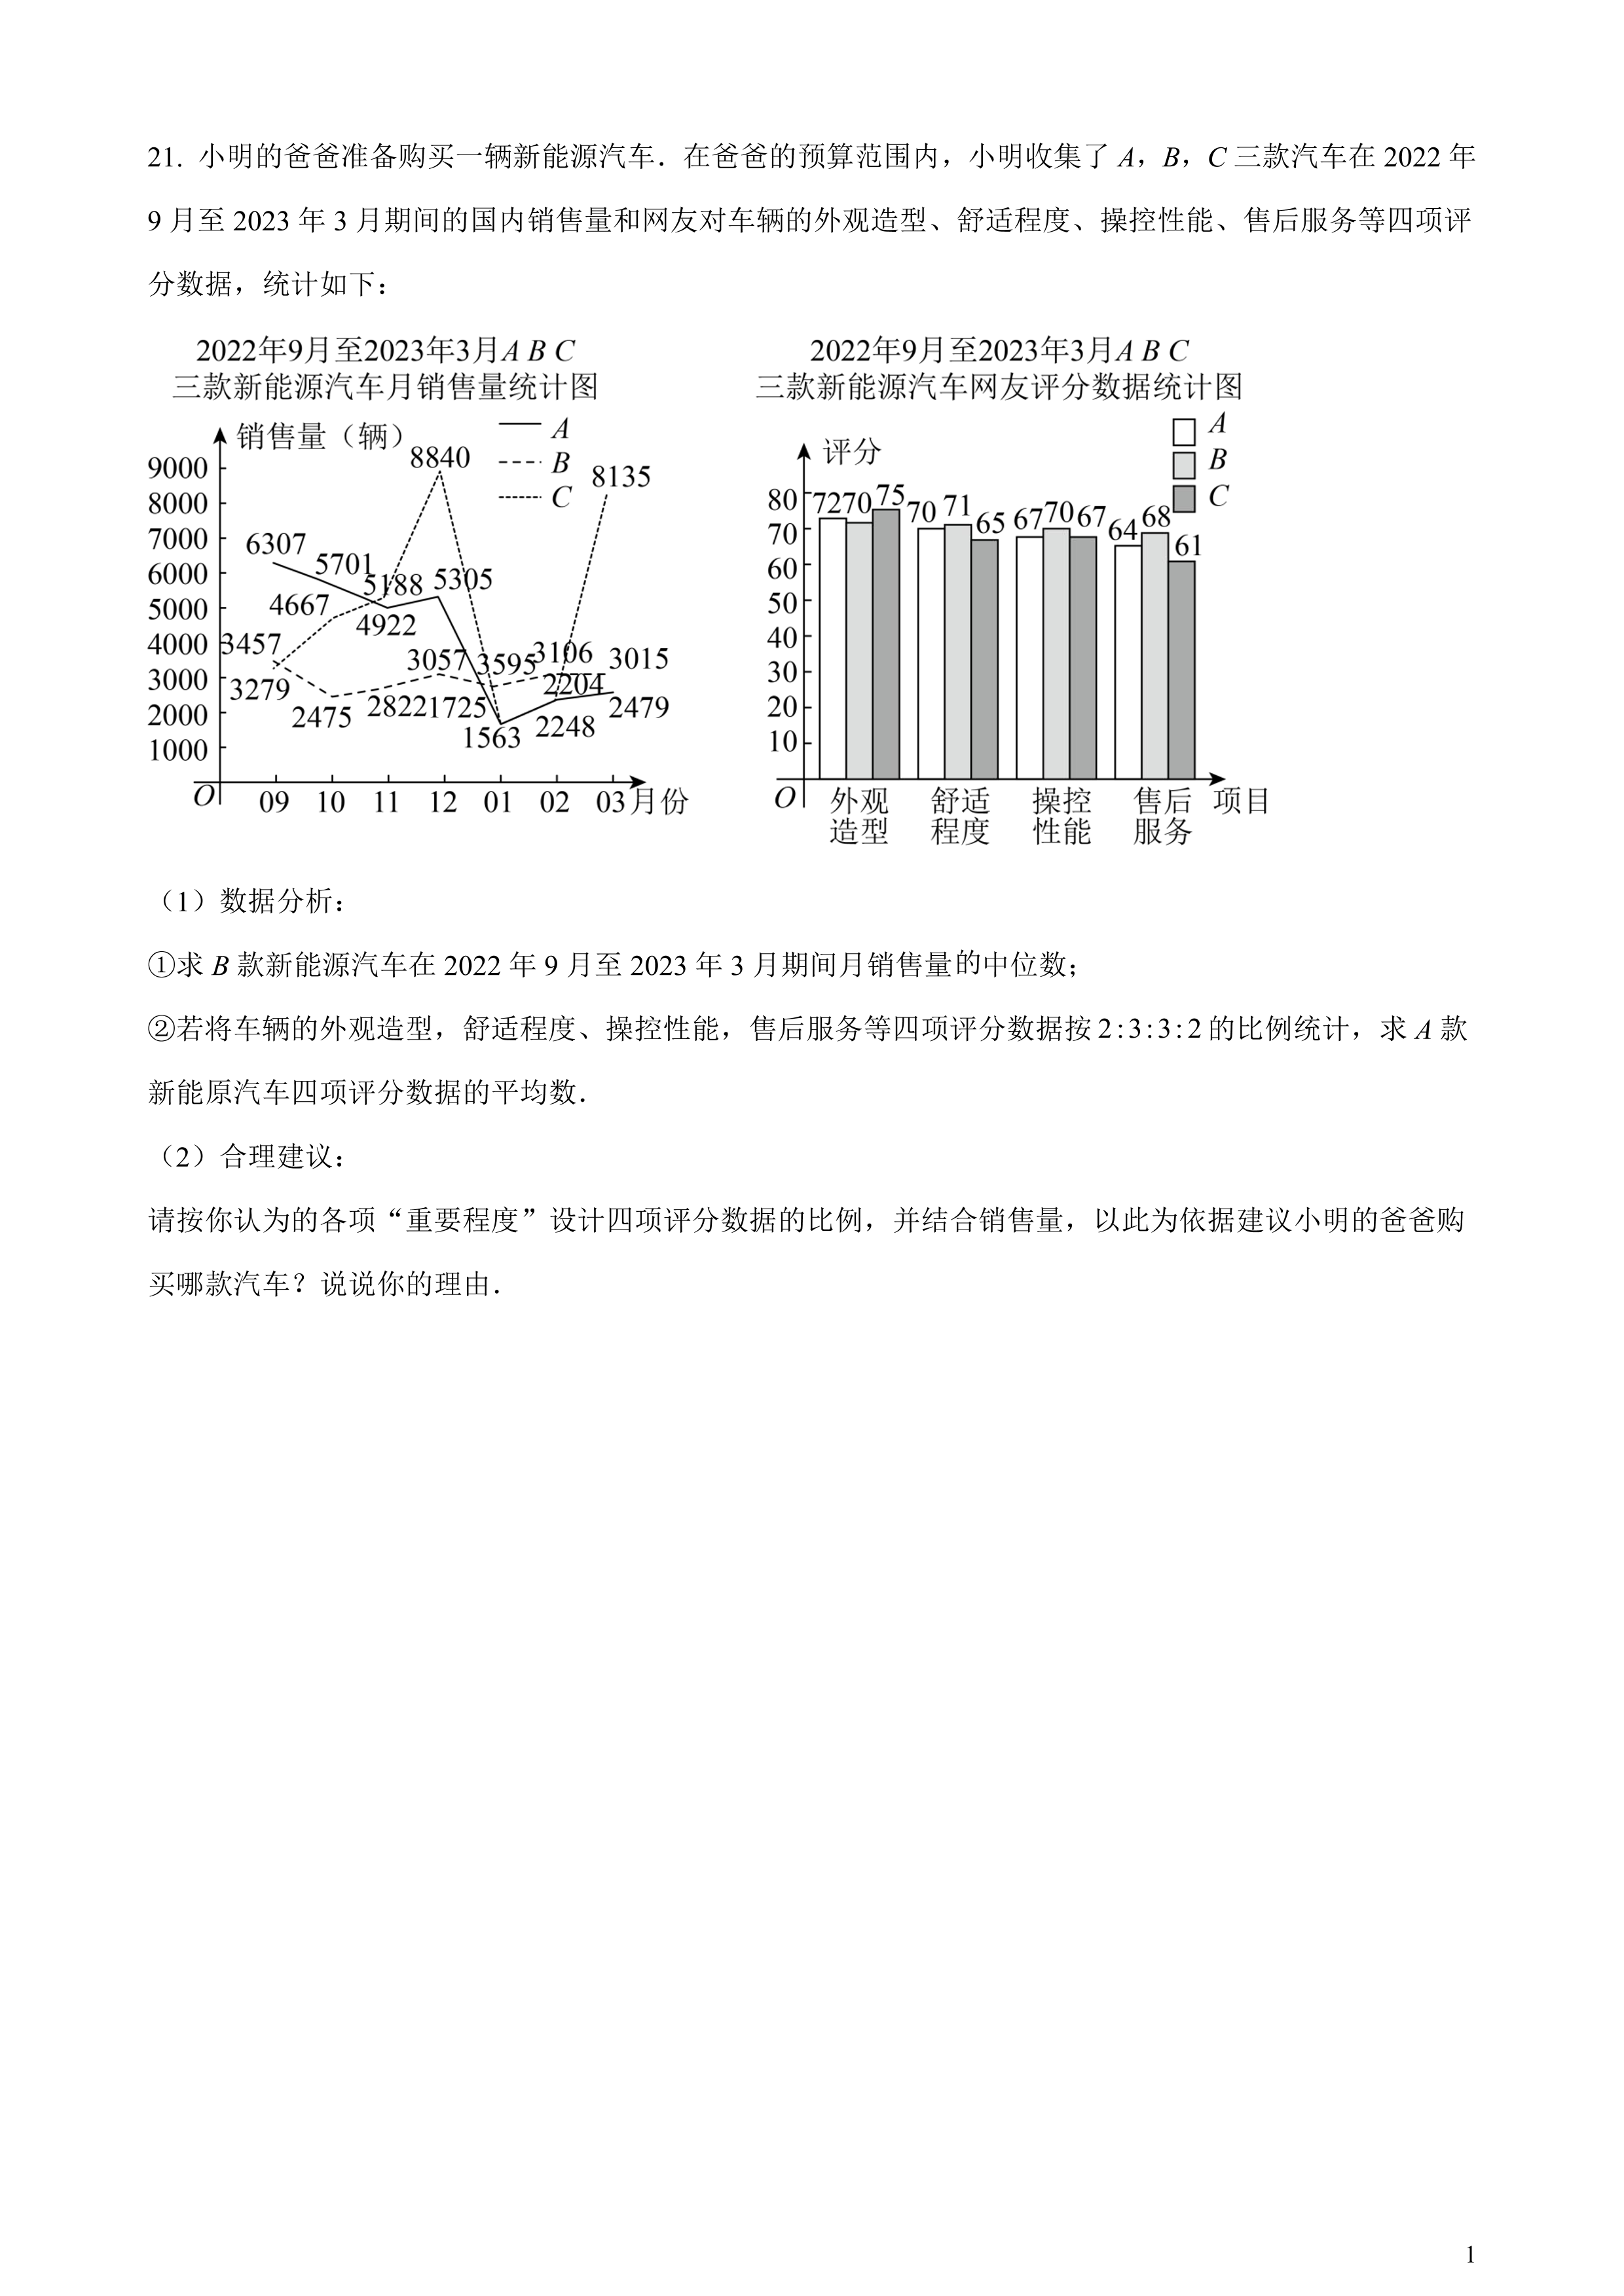 21. 小明的爸爸准备购买一辆新能源汽车．在爸爸的预算范围内，小明收集了 A，B，C 三款汽车在 2022 年
9 月至 2023 年 3 月期间的国内销售量和网友对车辆的外观造型、舒适程度、操控性能、售后服务等四项评
分数据，统计如下：
2022年9月至2023年3月A B C
三款新能源汽车月销售量统计图
销售量（辆）
A
B
C
9000
8000
7000
6000
5000
4000
3000
2000
1000
O
8840
8135
6307
5701
5188
5305
4667
4922
3457
3057
3595
3106
3015
3279
2204
2475
2822
1725
2479
1563
2248
09 10 11 12 01 02 03 月份
2022年9月至2023年3月A B C
三款新能源汽车网友评分数据统计图
评分
A
B
C
80
70
60
50
40
30
20
10
O
72 70 75
70 71 65
67 70 67
64 68 61
外观
造型
舒适
程度
操控
性能
售后
服务
项目
（1）数据分析：
①求 B 款新能源汽车在 2022 年 9 月至 2023 年 3 月期间月销售量的中位数；
②若将车辆的外观造型，舒适程度、操控性能，售后服务等四项评分数据按 2:3:3:2 的比例统计，求 A 款
新能原汽车四项评分数据的平均数．
（2）合理建议：
请按你认为的各项“重要程度”设计四项评分数据的比例，并结合销售量，以此为依据建议小明的爸爸购
买哪款汽车？说说你的理由．
1